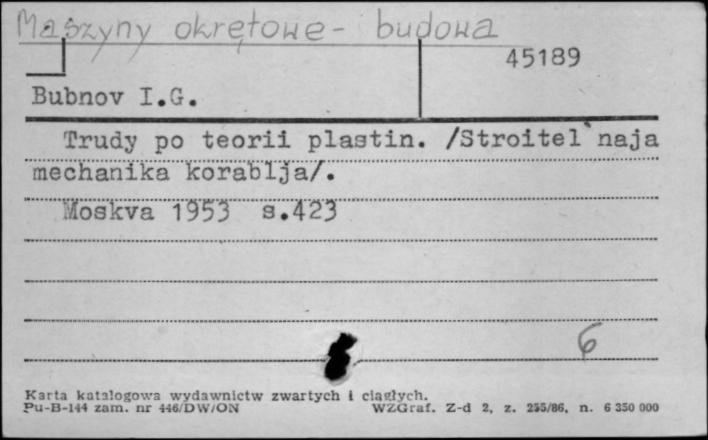 Maszyny okrętowe - budowa
45189
Bubnov I.G.
Trudy po teorii plastin. /Stroitel`naja
mechanika korablja/.
Moskva 1953 s.423
6
Karta katalogowa wydawnictw zwartych i ciągłych.
Pu-B-144 zam. nr 446/DW/ON WZGraf. Z-d 2, z. 255/86, n. 6 350 000